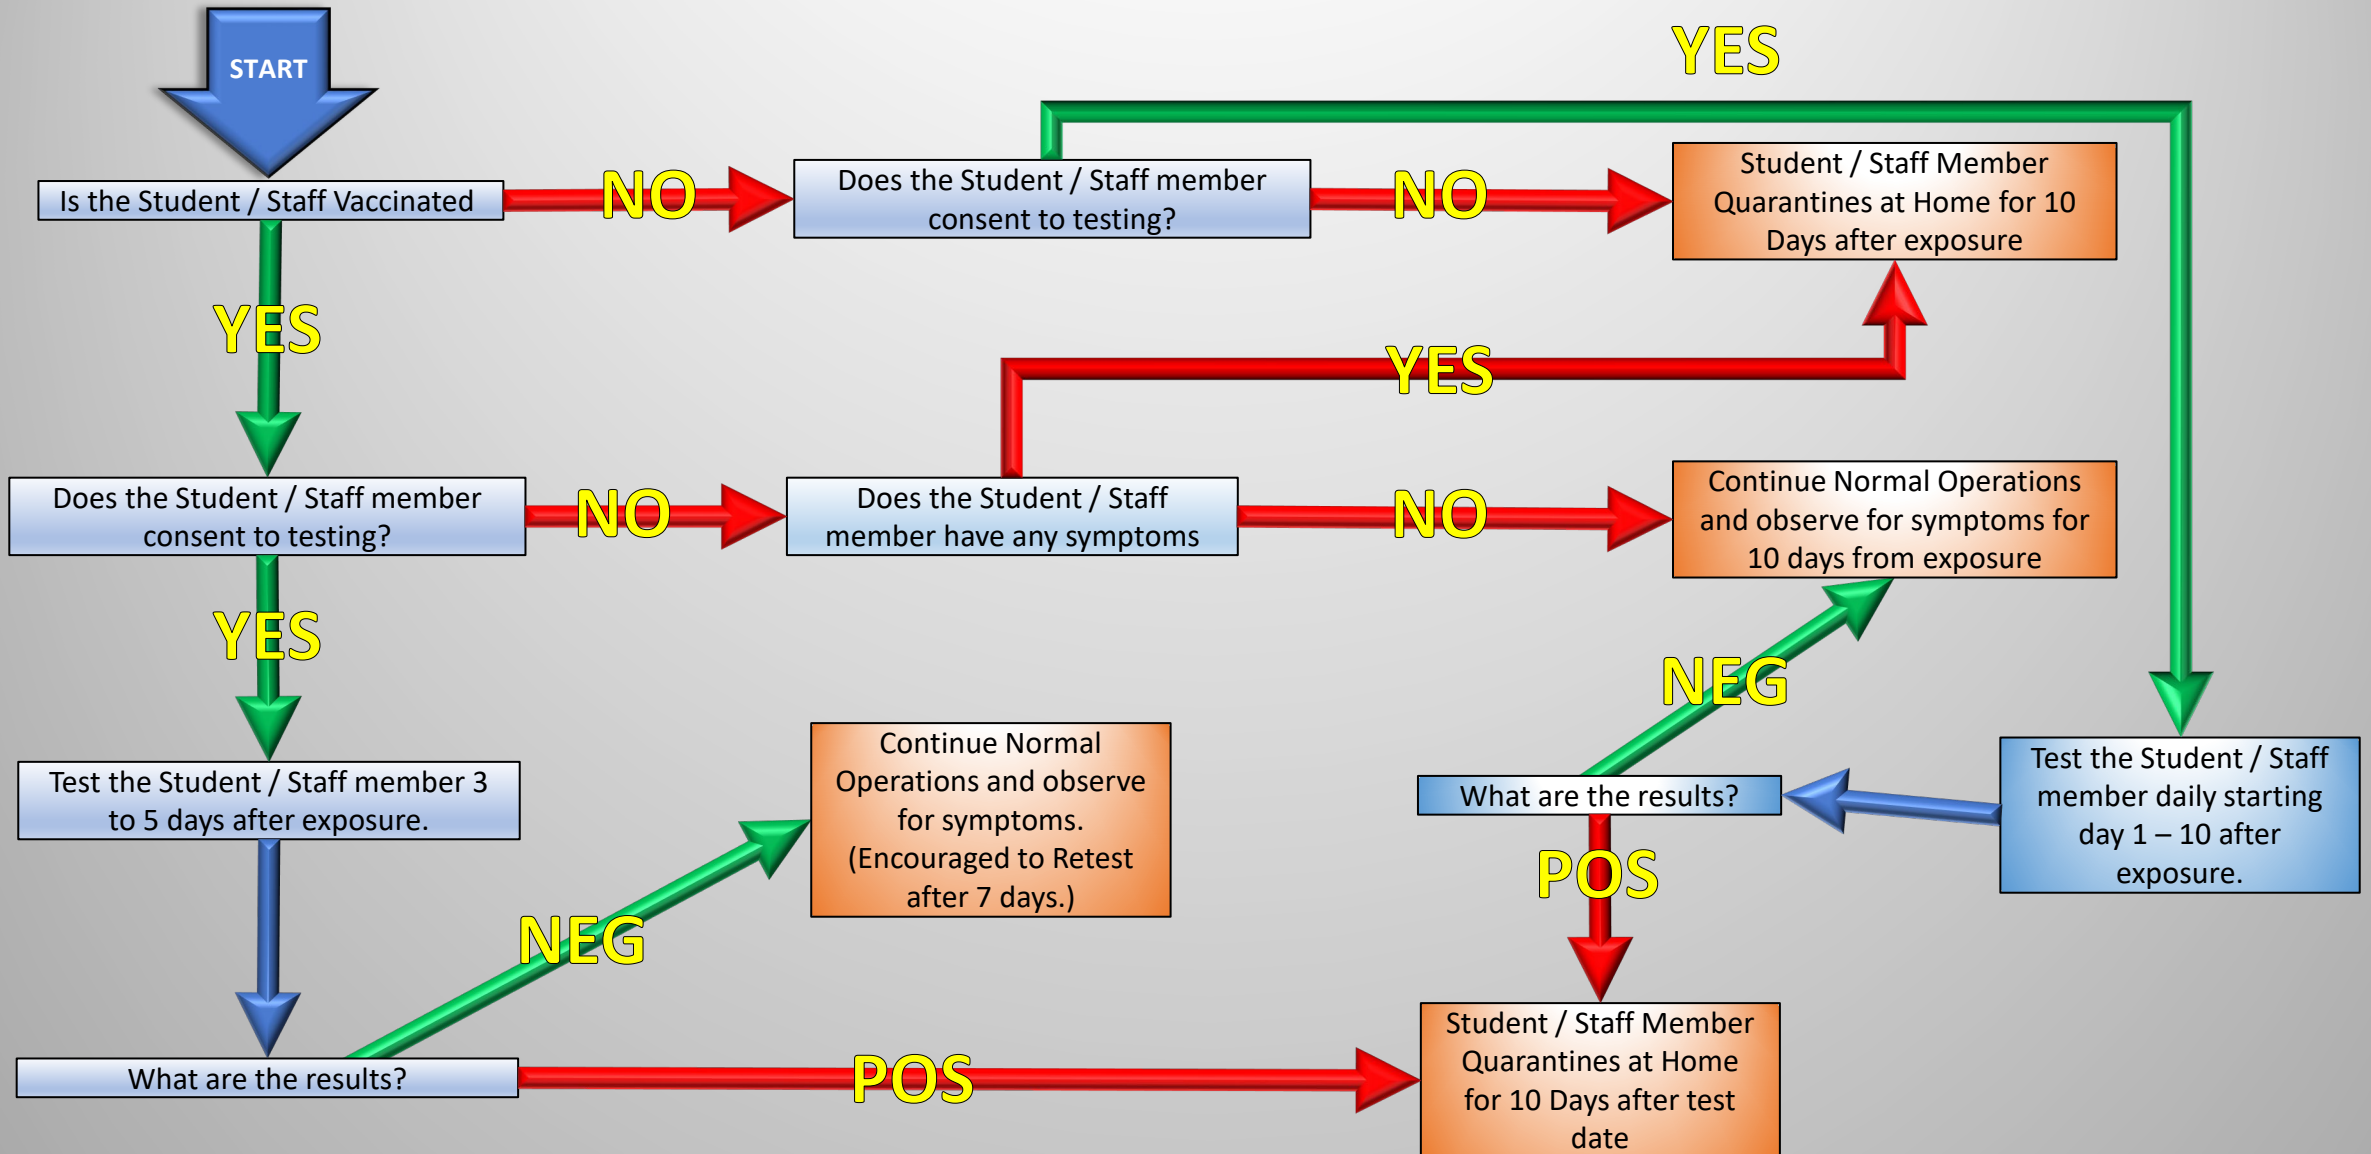 START
YES
Is the Student / Staff Vaccinated
NO
Does the Student / Staff member
consent to testing?
NO
Student / Staff Member
Quarantines at Home for 10
Days after exposure
YES
YES
Does the Student / Staff member
consent to testing?
NO
Does the Student / Staff
member have any symptoms
NO
Continue Normal Operations
and observe for symptoms for
10 days from exposure
YES
NEG
Test the Student / Staff member 3
to 5 days after exposure.
Continue Normal
Operations and observe
for symptoms.
(Encouraged to Retest
after 7 days.)
What are the results?
Test the Student / Staff
member daily starting
day 1 – 10 after
exposure.
POS
NEG
What are the results?
POS
Student / Staff Member
Quarantines at Home
for 10 Days after test
date